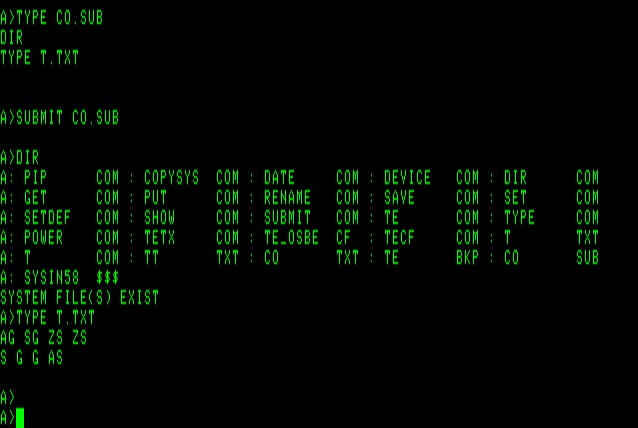 A>TYPE CO.SUB
DIR
TYPE T.TXT
A>SUBMIT CO.SUB
A>DIR
A: PIP      COM : COPYSYS  COM : DATE     COM : DEVICE   COM : DIR      COM
A: GET      COM : PUT      COM : RENAME   COM : SAVE     COM : SET      COM
A: SETDEF   COM : SHOW     COM : SUBMIT   COM : TE       COM : TYPE     COM
A: POWER    COM : TETX     COM : TE_OSBE  CF  : TECF     COM : T        TXT
A: T        COM : TT       TXT : CO       TXT : TE       BKP : CO       SUB
A: SYSIN58  $$$
SYSTEM FILE(S) EXIST
A>TYPE T.TXT
AG SG ZS ZS
S G G AS
A>
A>